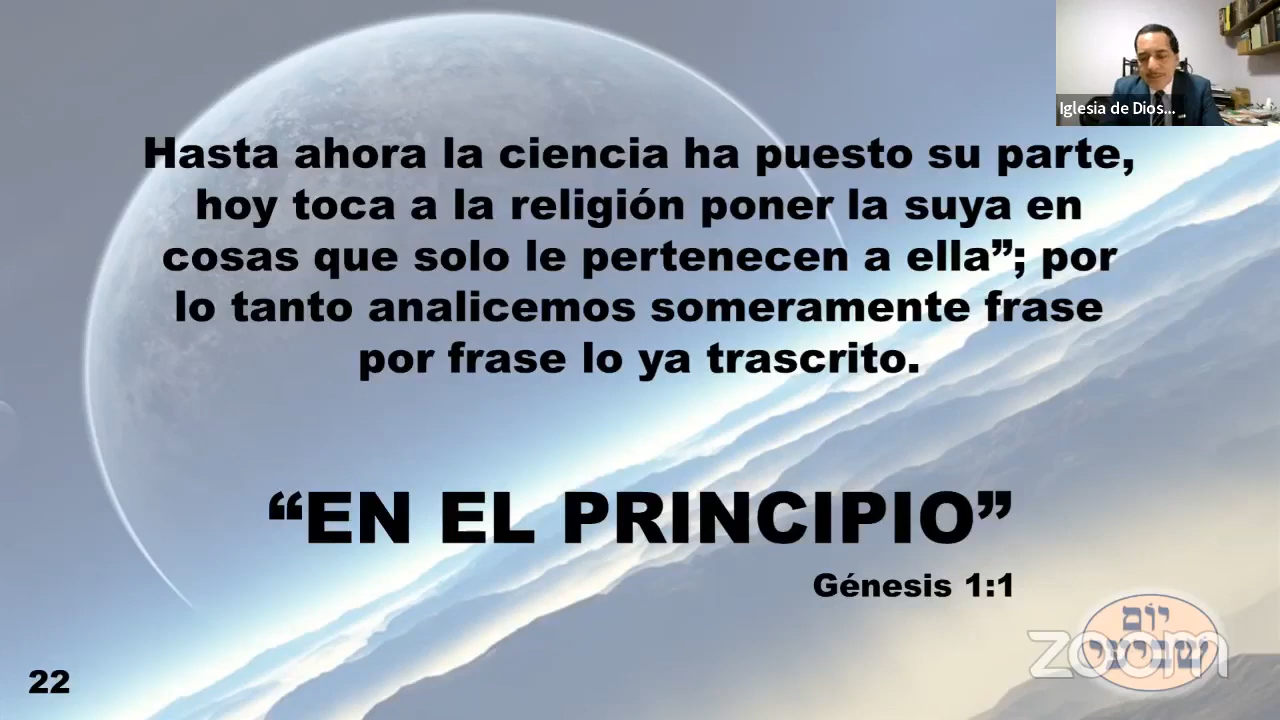 Iglesia de Dios...
Hasta ahora la ciencia ha puesto su parte,
hoy toca a la religión poner la suya en
cosas que solo le pertenecen a ella”; por
lo tanto analicemos someramente frase
por frase lo ya trascrito.
“EN EL PRINCIPIO”
Génesis 1:1
יוֹם
שביעי
zoom
22